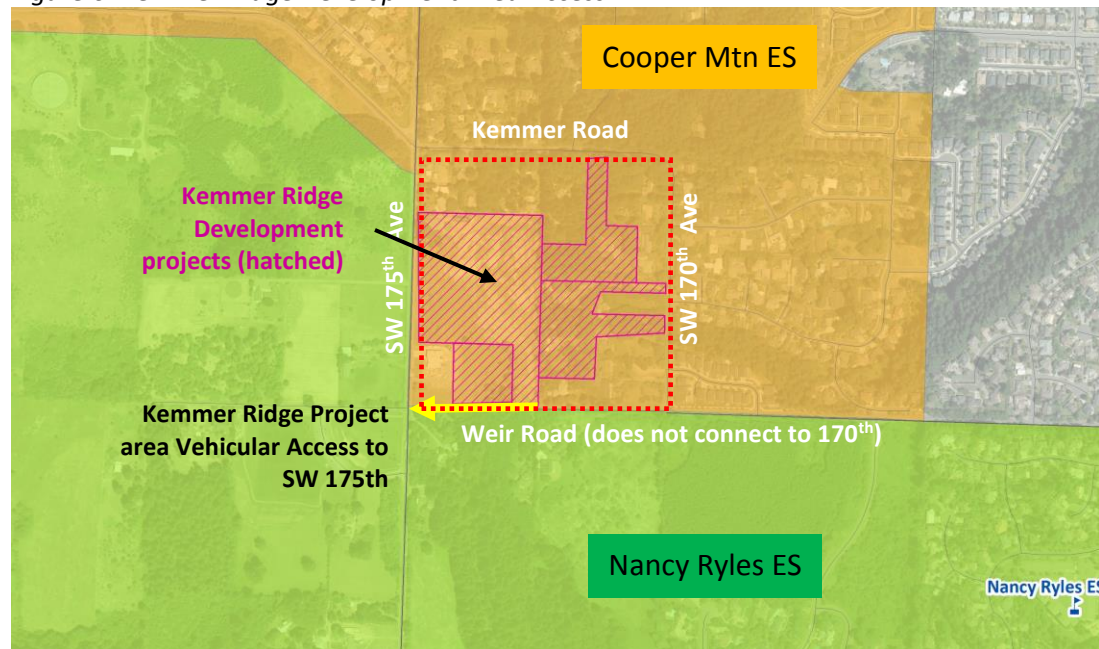 Cooper Mtn ES
Kemmer Road
Kemmer Ridge
Development
projects (hatched)
SW 175th Ave
SW 170th Ave
Kemmer Ridge Project
area Vehicular Access to
SW 175th
Weir Road (does not connect to 170th)
Nancy Ryles ES
Nancy Ryles ES